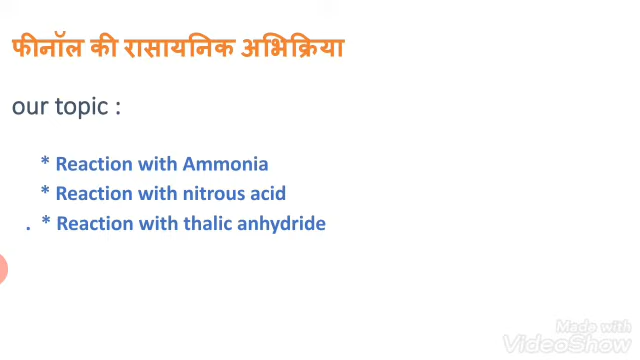 फीनॉल की रासायनिक अभिक्रिया
our topic :
* Reaction with Ammonia
* Reaction with nitrous acid
. * Reaction with thalic anhydride
Made with
VideoShow